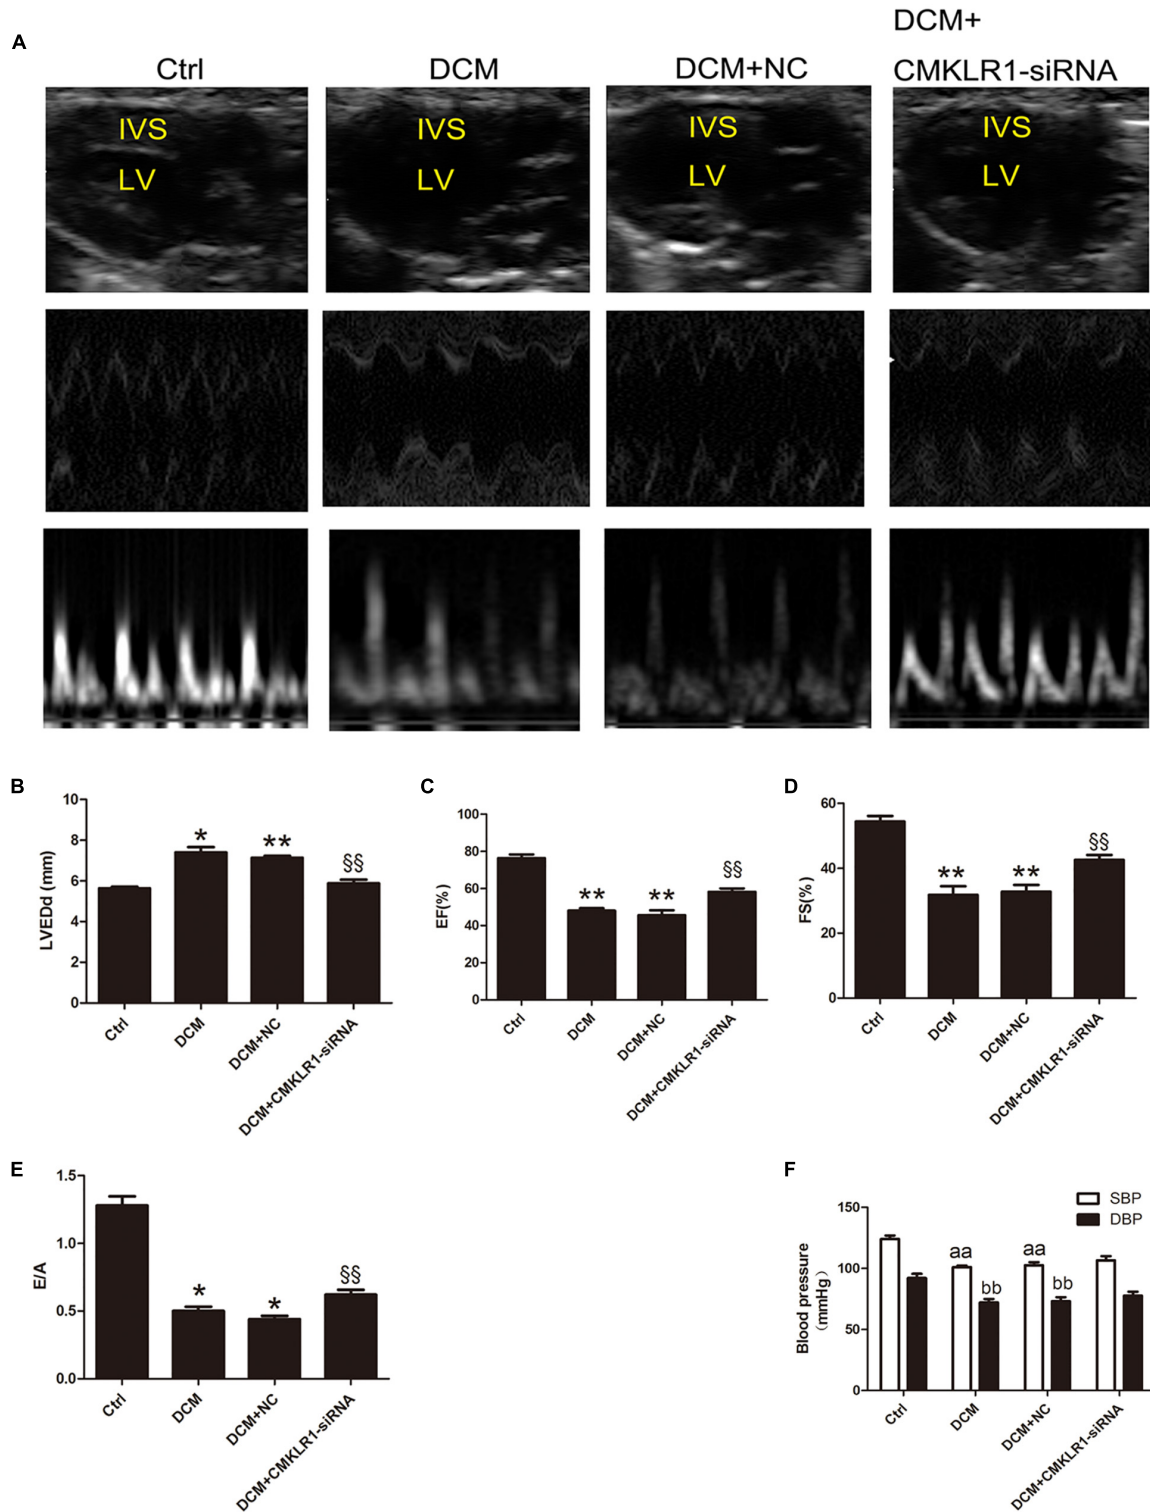 A
Ctrl
DCM
DCM+NC
DCM+
CMKLR1-siRNA
IVS
LV
IVS
LV
IVS
LV
IVS
LV
B
LVEDd (mm)
10
8
6
4
2
0
*
**
§§
Ctrl
DCM
DCM+NC
DCM+CMKLR1-siRNA
C
EF(%)
100
80
60
40
20
0
**
**
§§
Ctrl
DCM
DCM+NC
DCM+CMKLR1-siRNA
D
FS(%)
60
40
20
0
**
**
§§
Ctrl
DCM
DCM+NC
DCM+CMKLR1-siRNA
E
E/A
1.5
1.0
0.5
0.0
*
*
§§
Ctrl
DCM
DCM+NC
DCM+CMKLR1-siRNA
F
SBP
DBP
Blood pressure
(mmHg)
150
100
50
0
aa
bb
aa
bb
Ctrl
DCM
DCM+NC
DCM+CMKLR1-siRNA